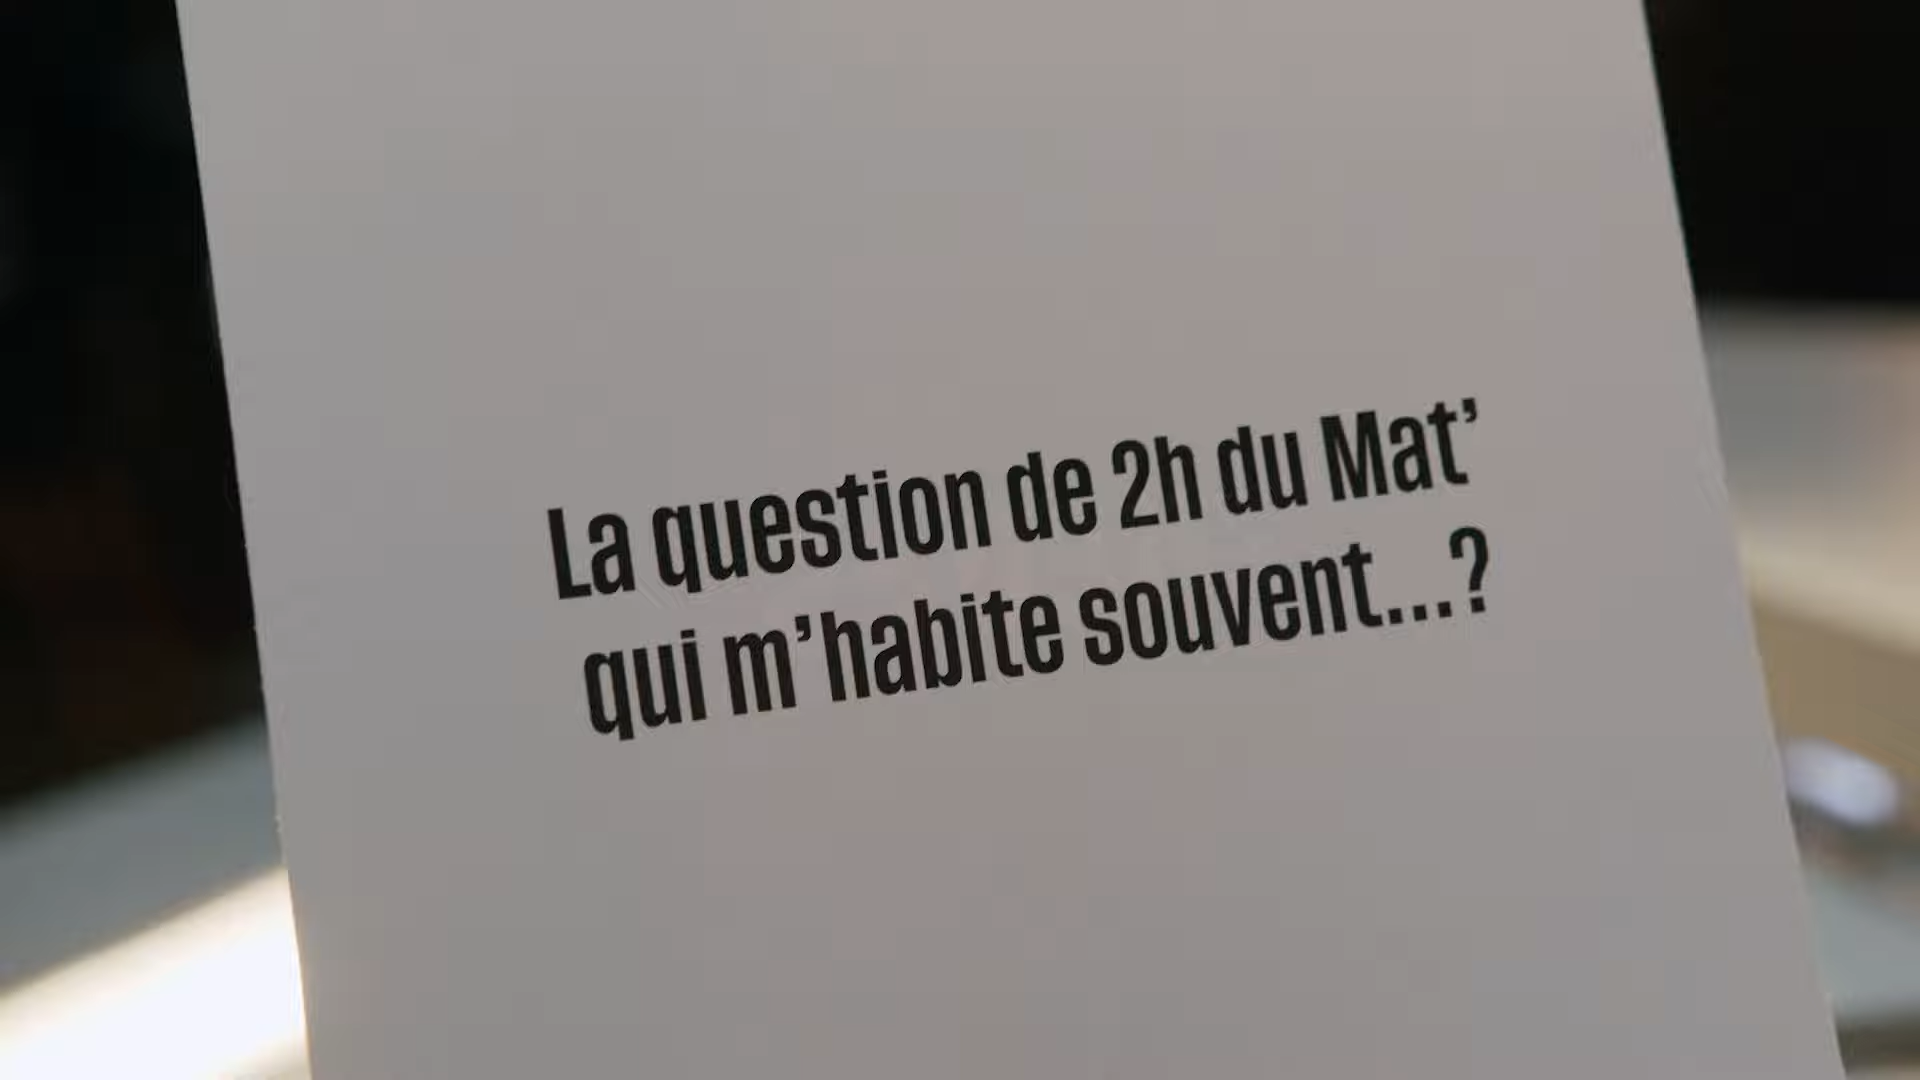 La question de 2h du Mat’
qui m’habite souvent...?